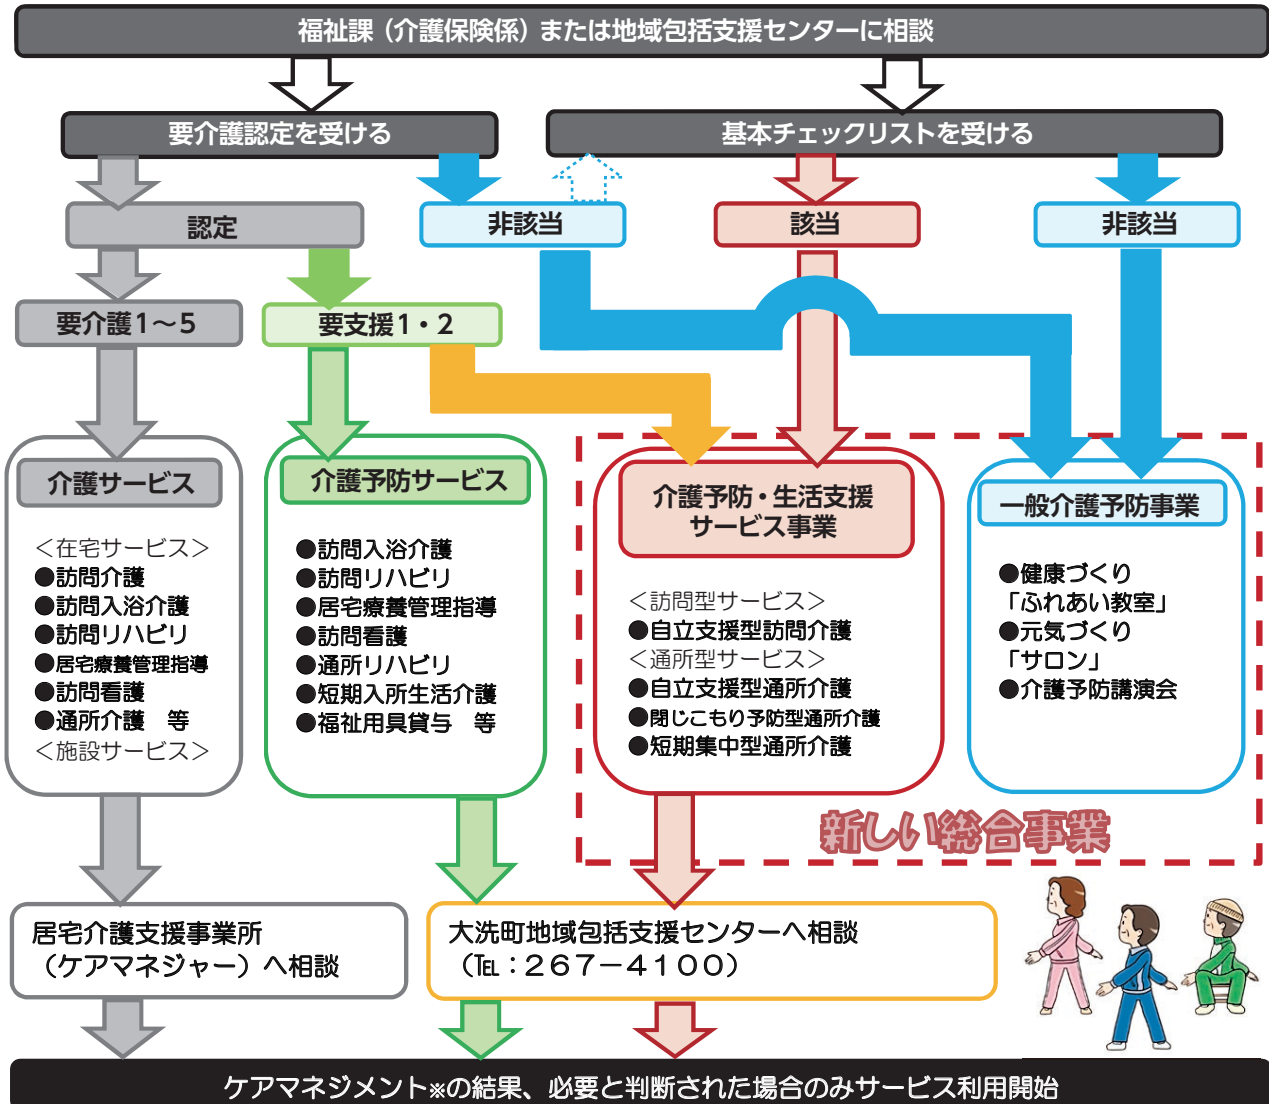 福祉課（介護保険係）または地域包括支援センターに相談
要介護認定を受ける
基本チェックリストを受ける
認定
非該当
該当
非該当
要介護1～5
要支援1・2
介護サービス
＜在宅サービス＞
●訪問介護
●訪問入浴介護
●訪問リハビリ
●居宅療養管理指導
●訪問看護
●通所介護　等
＜施設サービス＞
介護予防サービス
●訪問入浴介護
●訪問リハビリ
●居宅療養管理指導
●訪問看護
●通所リハビリ
●短期入所生活介護
●福祉用具貸与　等
介護予防・生活支援
サービス事業
＜訪問型サービス＞
●自立支援型訪問介護
＜通所型サービス＞
●自立支援型通所介護
●閉じこもり予防型通所介護
●短期集中型通所介護
一般介護予防事業
●健康づくり
「ふれあい教室」
●元気づくり
「サロン」
●介護予防講演会
新しい総合事業
居宅介護支援事業所
（ケアマネジャー）へ相談
大洗町地域包括支援センターへ相談
（℡：２６７－４１００）
ケアマネジメント※の結果、必要と判断された場合のみサービス利用開始